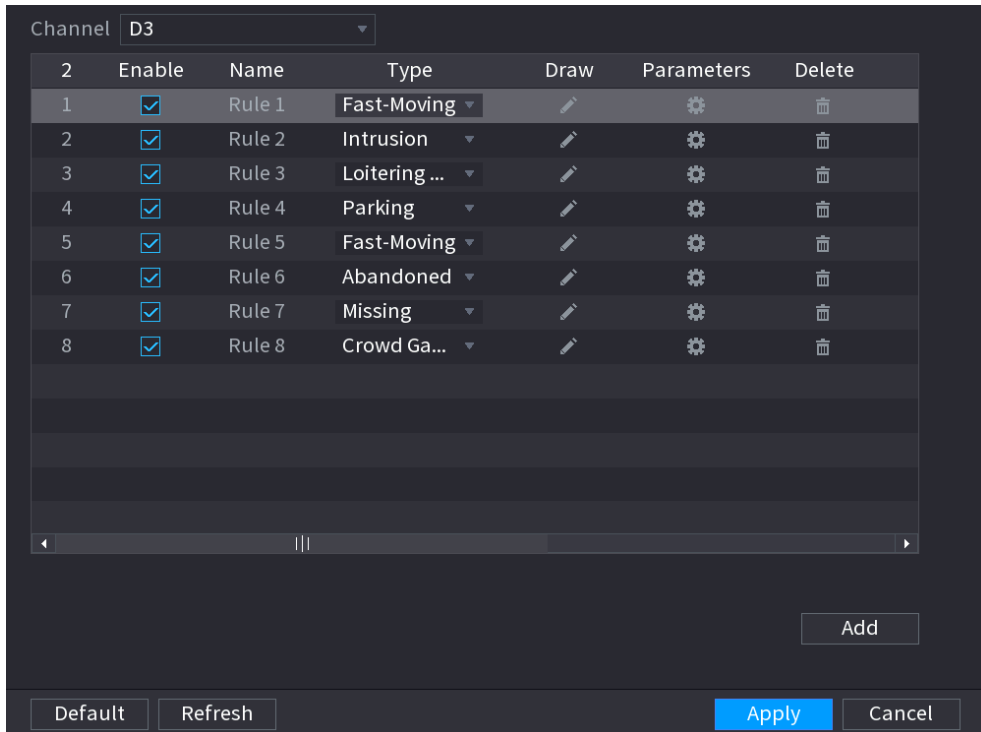 Channel D3
2 Enable Name Type Draw Parameters Delete
1 Rule 1 Fast-Moving
2 Rule 2 Intrusion
3 Rule 3 Loitering ...
4 Rule 4 Parking
5 Rule 5 Fast-Moving
6 Rule 6 Abandoned
7 Rule 7 Missing
8 Rule 8 Crowd Ga...
Add
Default Refresh Apply Cancel